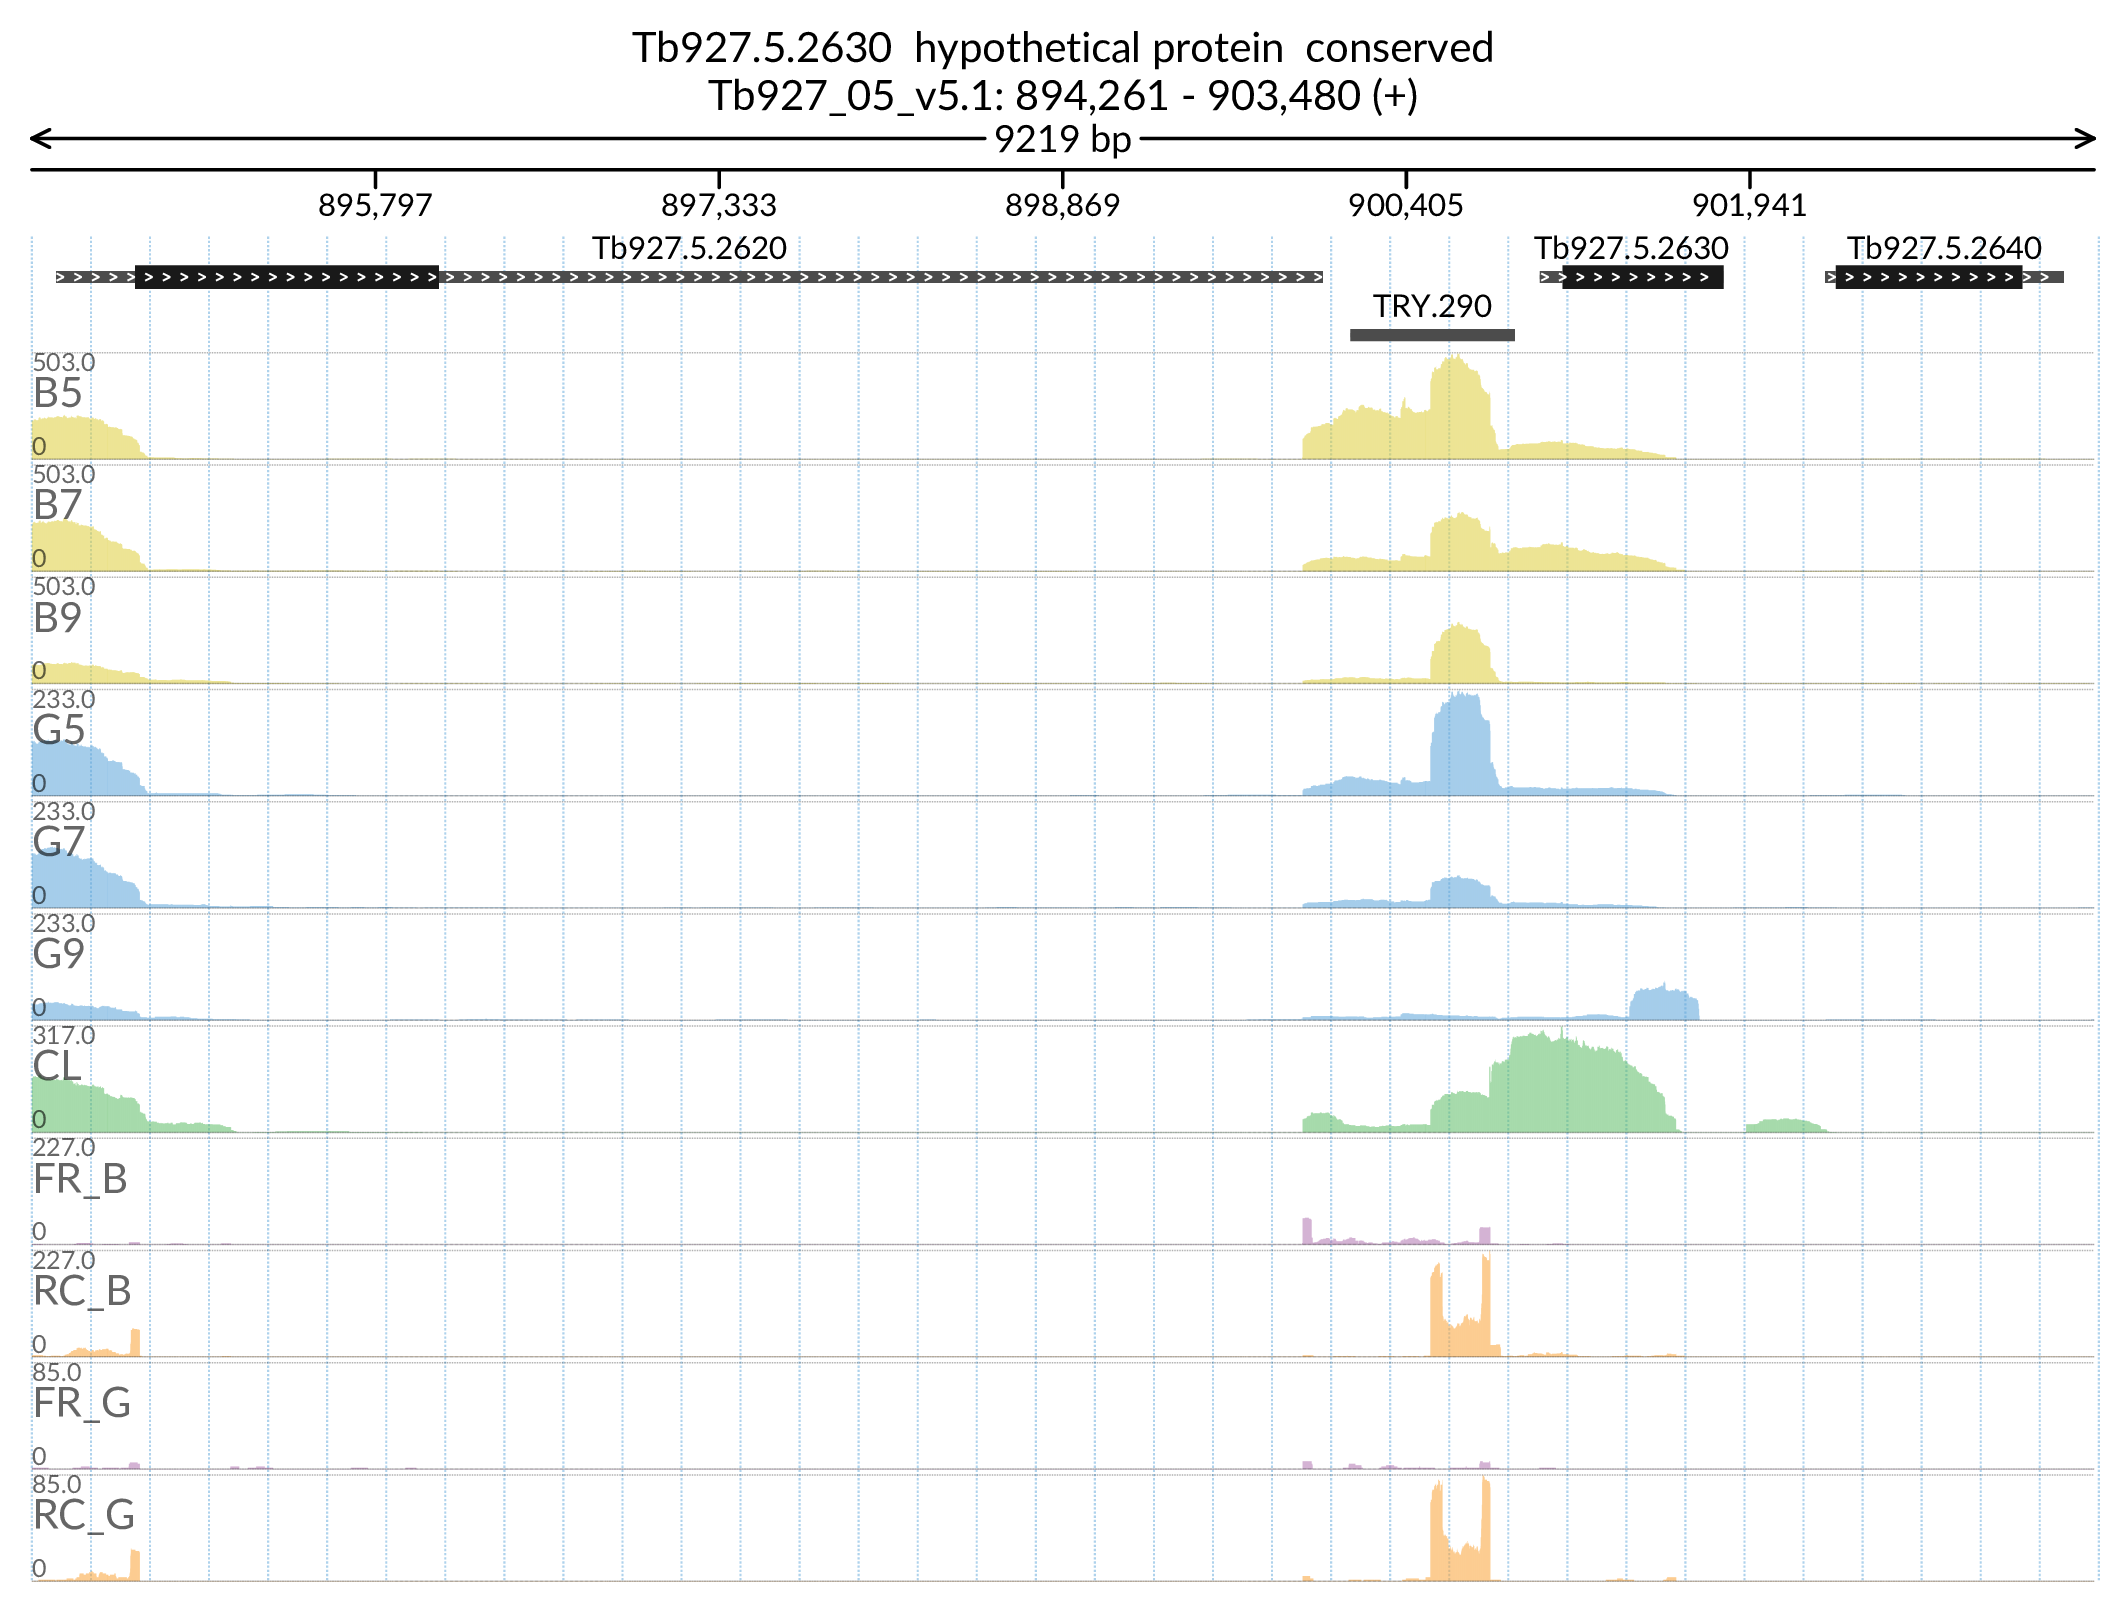 Tb927.5.2630  hypothetical protein  conserved
Tb927_05_v5.1: 894,261 - 903,480 (+)
9219 bp
895,797 897,333 898,869 900,405 901,941
Tb927.5.2620 Tb927.5.2630 Tb927.5.2640
TRY.290
503.0
B5
0
503.0
B7
0
503.0
B9
0
233.0
G5
0
233.0
G7
0
233.0
G9
0
317.0
CL
0
227.0
FR_B
0
227.0
RC_B
0
85.0
FR_G
0
85.0
RC_G
0